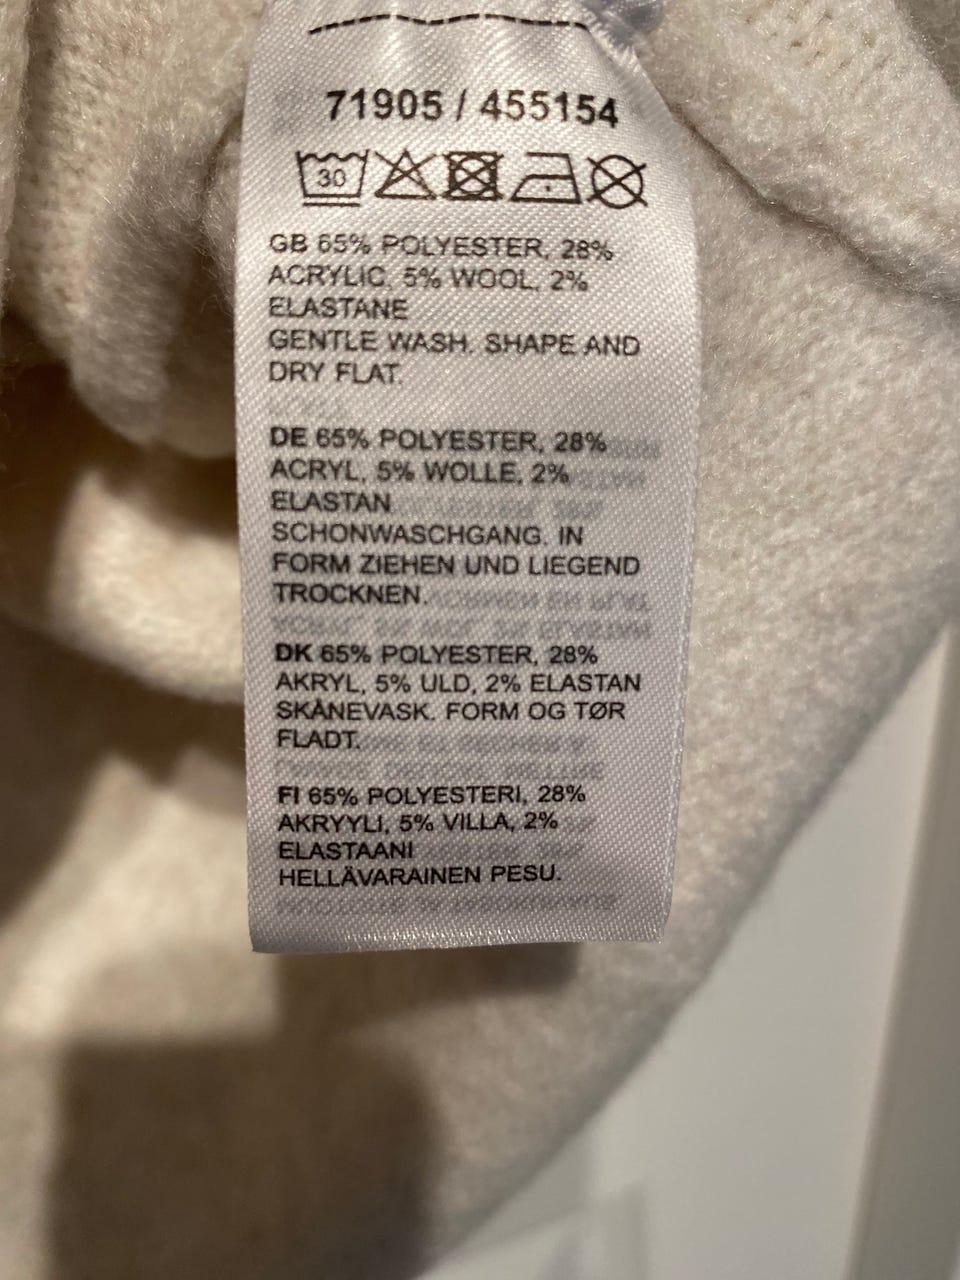 71905 / 455154
30
GB 65% POLYESTER, 28%
ACRYLIC, 5% WOOL, 2%
ELASTANE
GENTLE WASH. SHAPE AND
DRY FLAT.
DE 65% POLYESTER, 28%
ACRYL, 5% WOLLE, 2%
ELASTAN
SCHONWASCHGANG. IN
FORM ZIEHEN UND LIEGEND
TROCKNEN.
DK 65% POLYESTER, 28%
AKRYL, 5% ULD, 2% ELASTAN
SKÅNEVASK. FORM OG TØR
FLADT.
FI 65% POLYESTERI, 28%
AKRYYLI, 5% VILLA, 2%
ELASTAANI
HELLÄVARAINEN PESU.